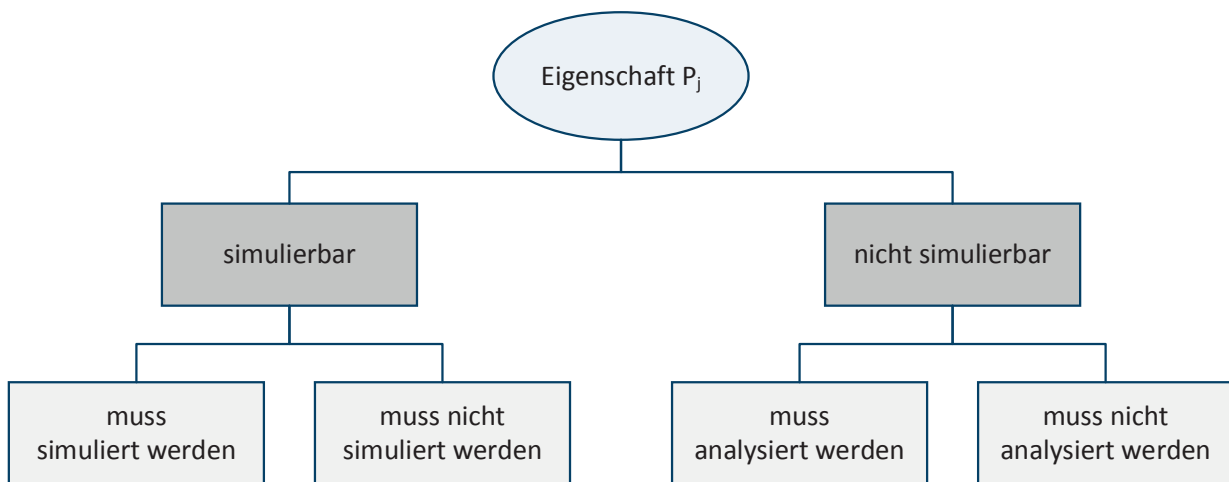 Eigenschaft Pj
simulierbar
nicht simulierbar
muss
simuliert werden
muss nicht
simuliert werden
muss
analysiert werden
muss nicht
analysiert werden